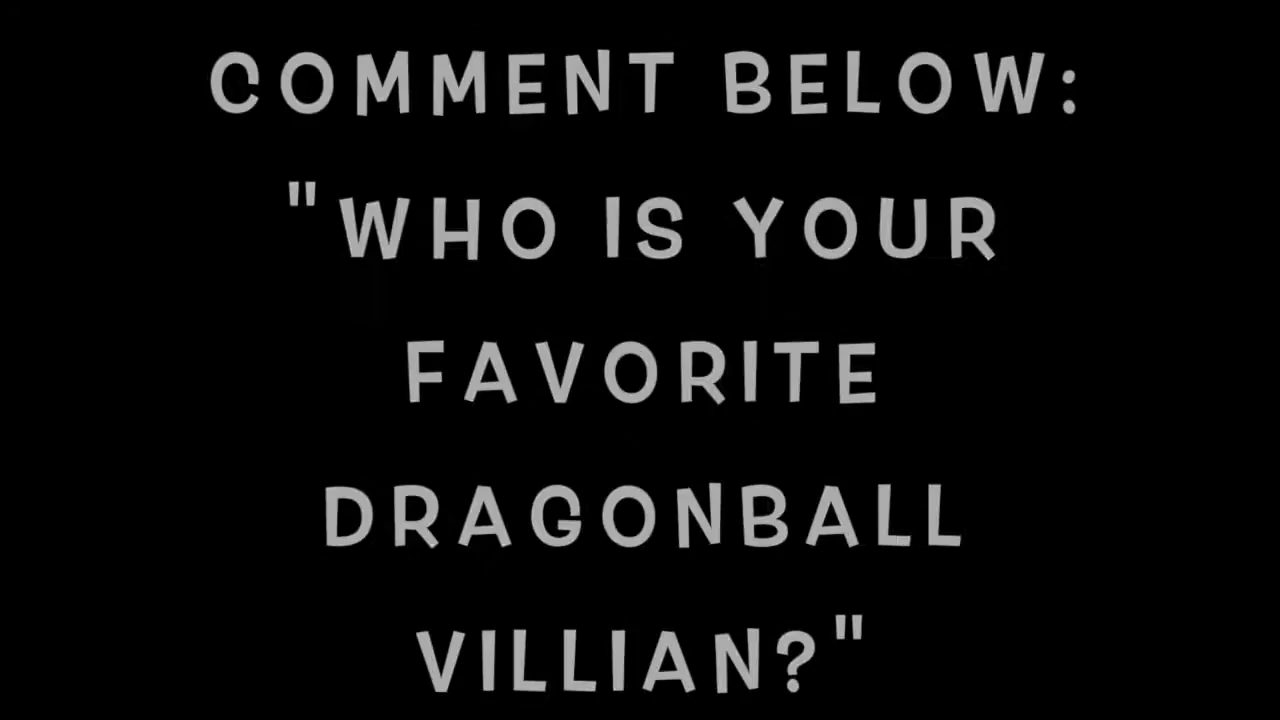 COMMENT BELOW:
"WHO IS YOUR
FAVORITE
DRAGONBALL
VILLIAN?"